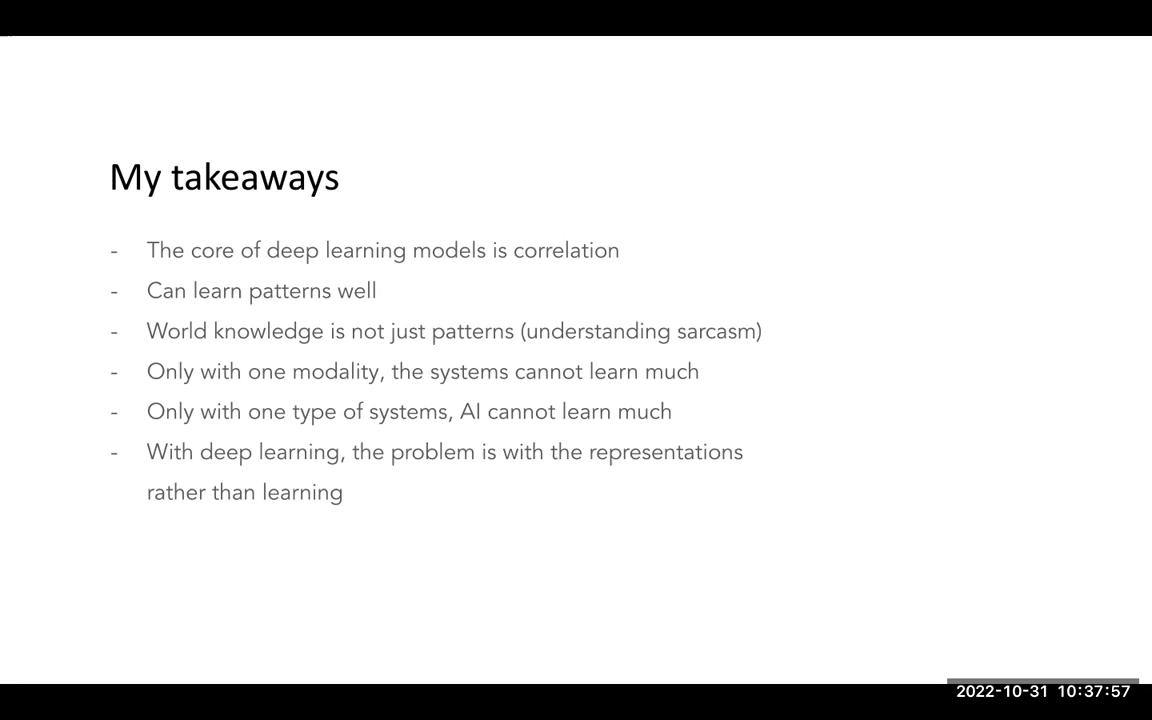 My takeaways
- The core of deep learning models is correlation
- Can learn patterns well
- World knowledge is not just patterns (understanding sarcasm)
- Only with one modality, the systems cannot learn much
- Only with one type of systems, AI cannot learn much
- With deep learning, the problem is with the representations
rather than learning
2022-10-31 10:37:57